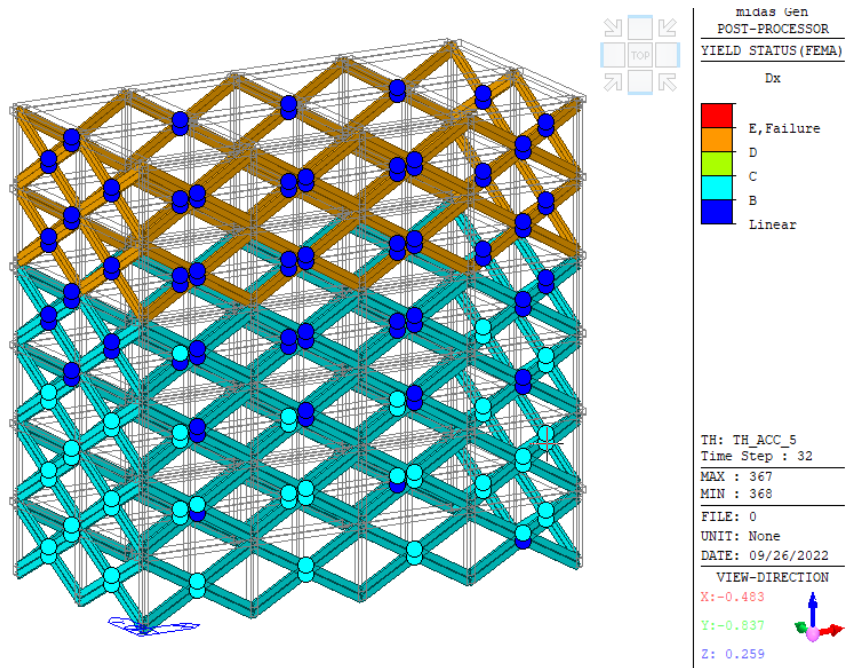 midas Gen
POST-PROCESSOR
YIELD STATUS(FEMA)
Dx
E,Failure
D
C
B
Linear
TOP
TH: TH_ACC_5
Time Step : 32
MAX : 367
MIN : 368
FILE: 0
UNIT: None
DATE: 09/26/2022
VIEW-DIRECTION
X:-0.483
Y:-0.837
Z: 0.259